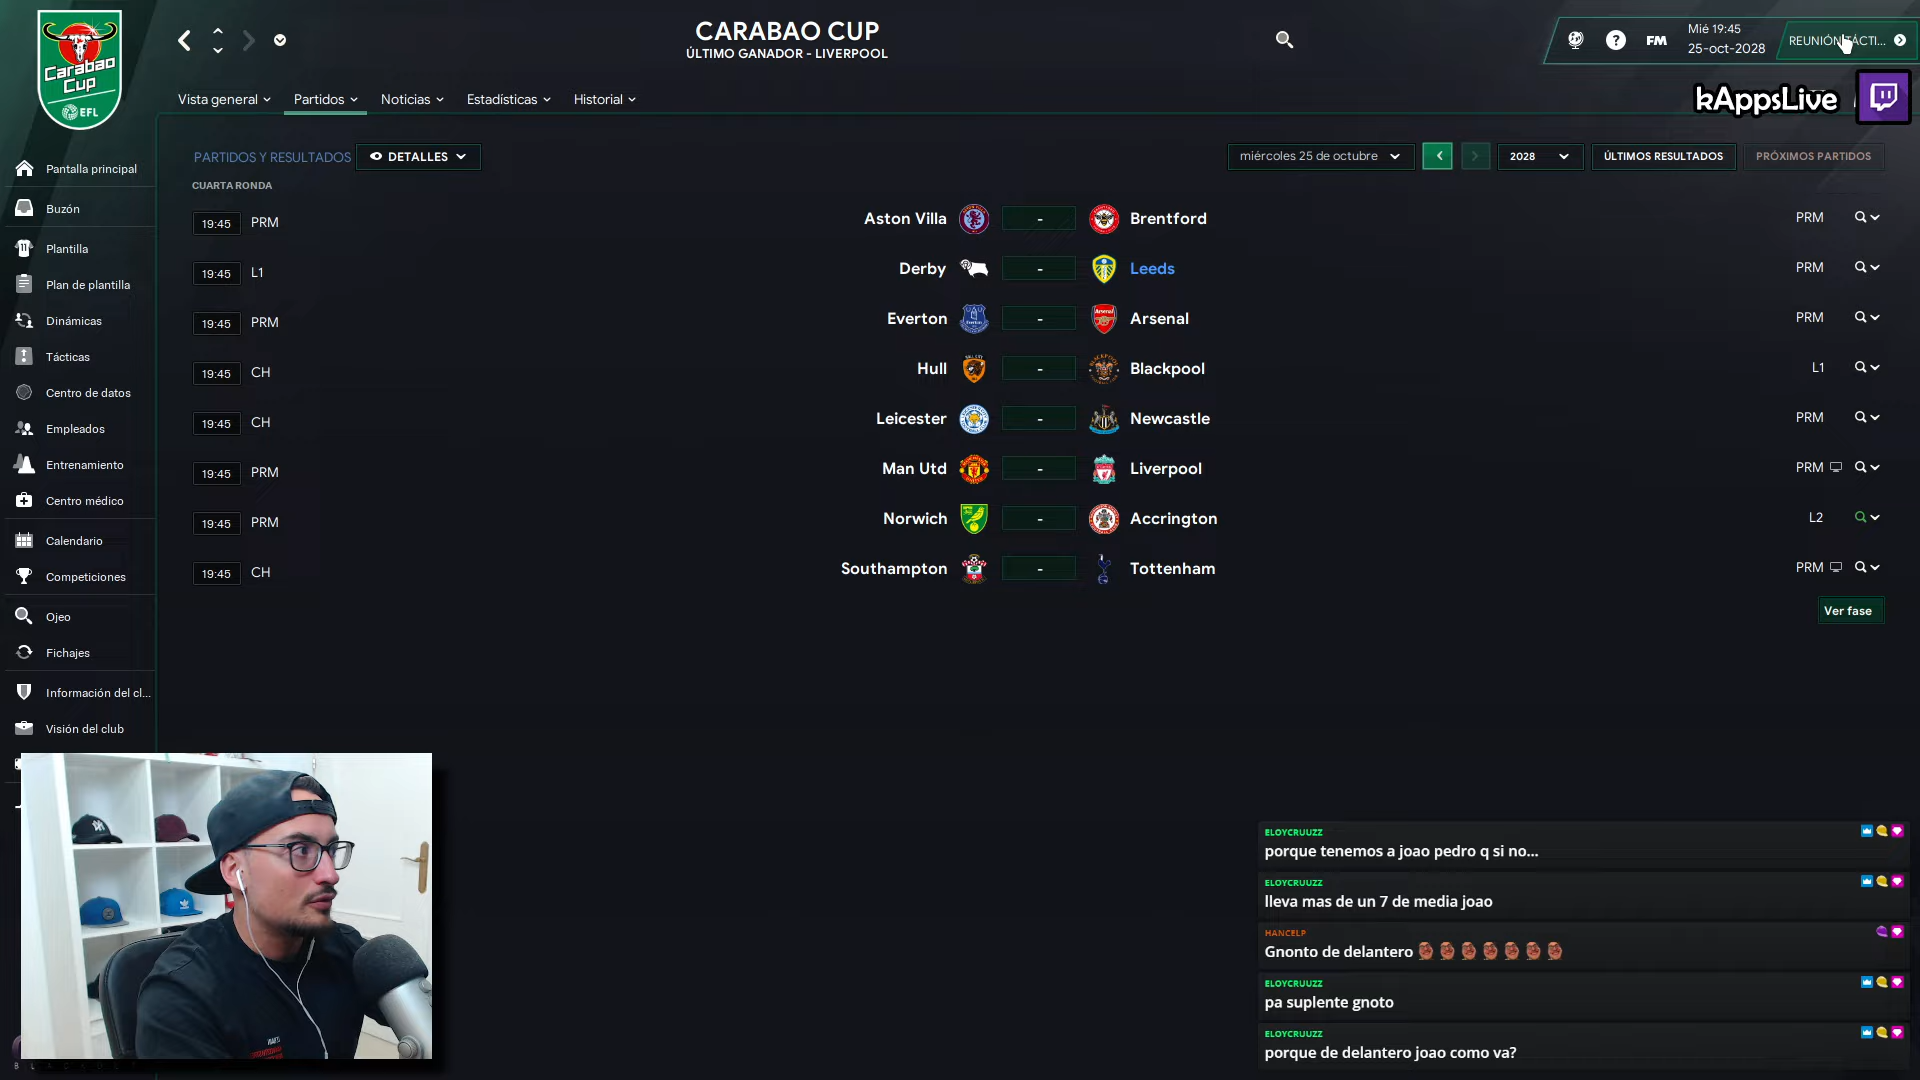 Carabao
Cup
EFL
CARABAO CUP
ÚLTIMO GANADOR - LIVERPOOL
FM
Mié 19:45
25-oct-2028
REUNIÓN TÁCTI...
kAppsLive
Vista general
Partidos
Noticias
Estadísticas
Historial
PARTIDOS Y RESULTADOS
DETALLES
miércoles 25 de octubre
2028
ÚLTIMOS RESULTADOS
PRÓXIMOS PARTIDOS
CUARTA RONDA
19:45 PRM Aston Villa - Brentford PRM
19:45 L1 Derby - Leeds PRM
19:45 PRM Everton - Arsenal PRM
19:45 CH Hull - Blackpool L1
19:45 CH Leicester - Newcastle PRM
19:45 PRM Man Utd - Liverpool PRM
19:45 PRM Norwich - Accrington L2
19:45 CH Southampton - Tottenham PRM
Ver fase
Pantalla principal
Buzón
Plantilla
Plan de plantilla
Dinámicas
Tácticas
Centro de datos
Empleados
Entrenamiento
Centro médico
Calendario
Competiciones
Ojeo
Fichajes
Información del cl...
Visión del club
ELOYCRUUZZ
porque tenemos a joao pedro q si no...
ELOYCRUUZZ
lleva mas de un 7 de media joao
HANCELP
Gnonto de delantero
ELOYCRUUZZ
pa suplente gnoto
ELOYCRUUZZ
porque de delantero joao como va?